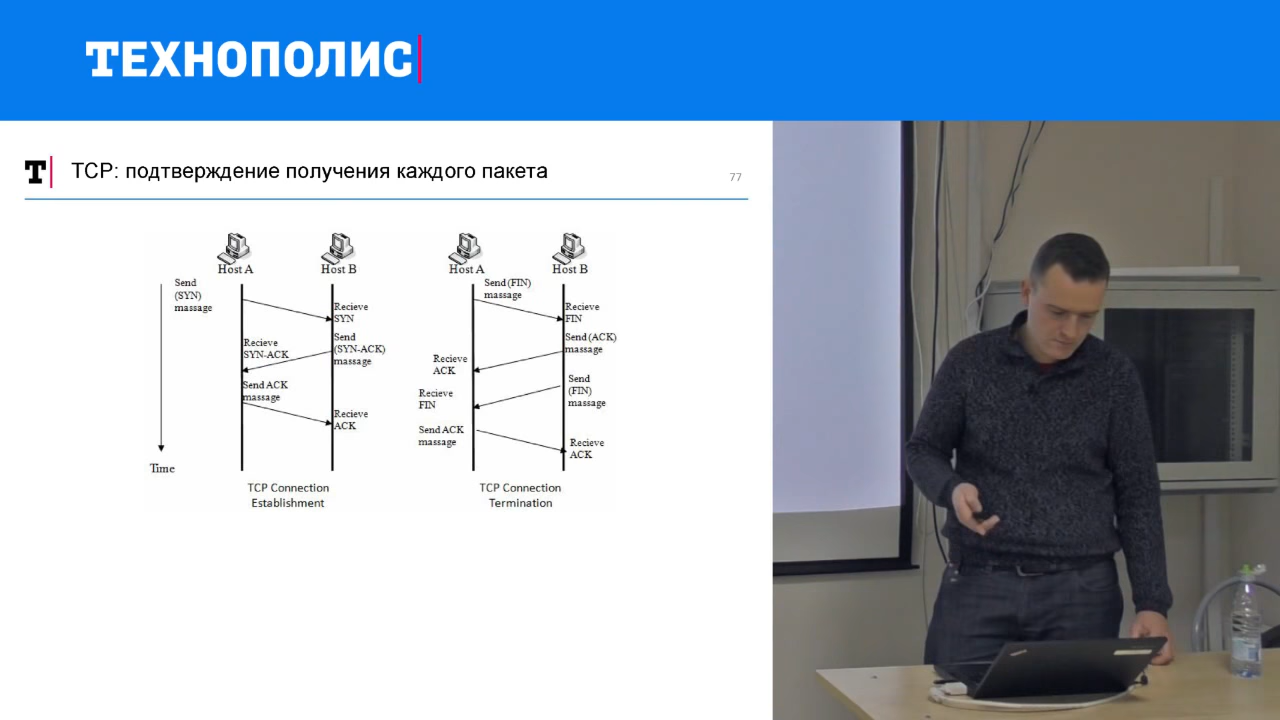 ТЕХНОПОЛИС
Т
TCP: подтверждение получения каждого пакета
77
Host A
Host B
Send
(SYN)
massage
Recieve
SYN
Recieve
SYN-ACK
Send
(SYN-ACK)
massage
Send ACK
massage
Recieve
ACK
Time
TCP Connection
Establishment
Host A
Host B
Send (FIN)
massage
Recieve
FIN
Send (ACK)
massage
Recieve
ACK
Send
(FIN)
massage
Recieve
FIN
Send ACK
massage
Recieve
ACK
TCP Connection
Termination